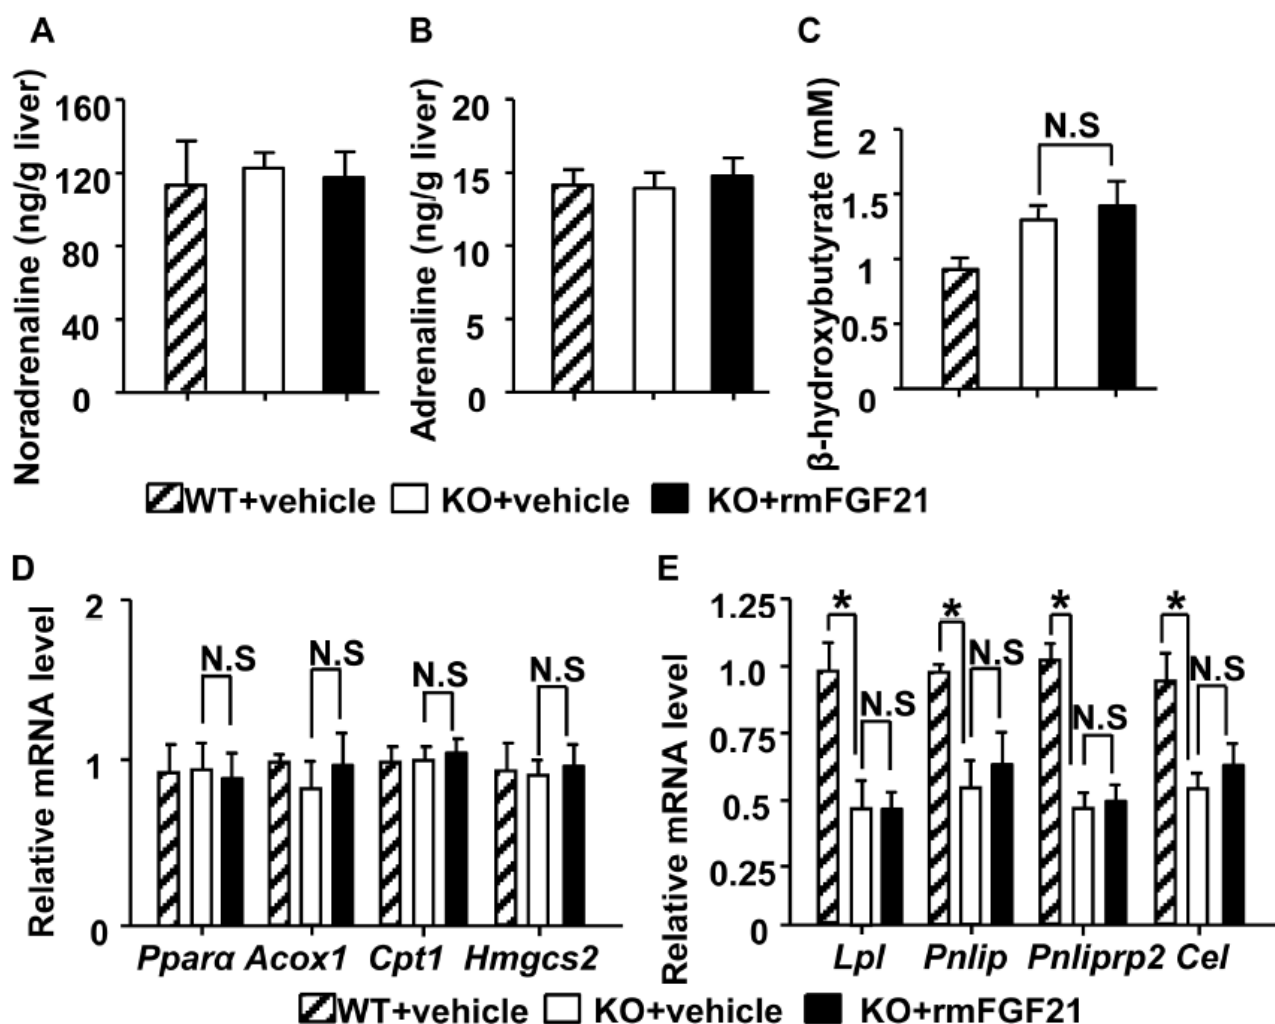 A
Noradrenaline (ng/g liver)
160
120
80
40
0
B
Adrenaline (ng/g liver)
20
15
10
5
0
C
β-hydroxybutyrate (mM)
2
1.5
1
0.5
0
N.S
WT+vehicle KO+vehicle KO+rmFGF21
D
Relative mRNA level
2
1
0
N.S N.S N.S N.S
Pparα Acox1 Cpt1 Hmgcs2
E
Relative mRNA level
1.25
1.0
0.75
0.5
0.25
0
* * * *
N.S N.S N.S N.S
Lpl Pnlip Pnliprp2 Cel
WT+vehicle KO+vehicle KO+rmFGF21